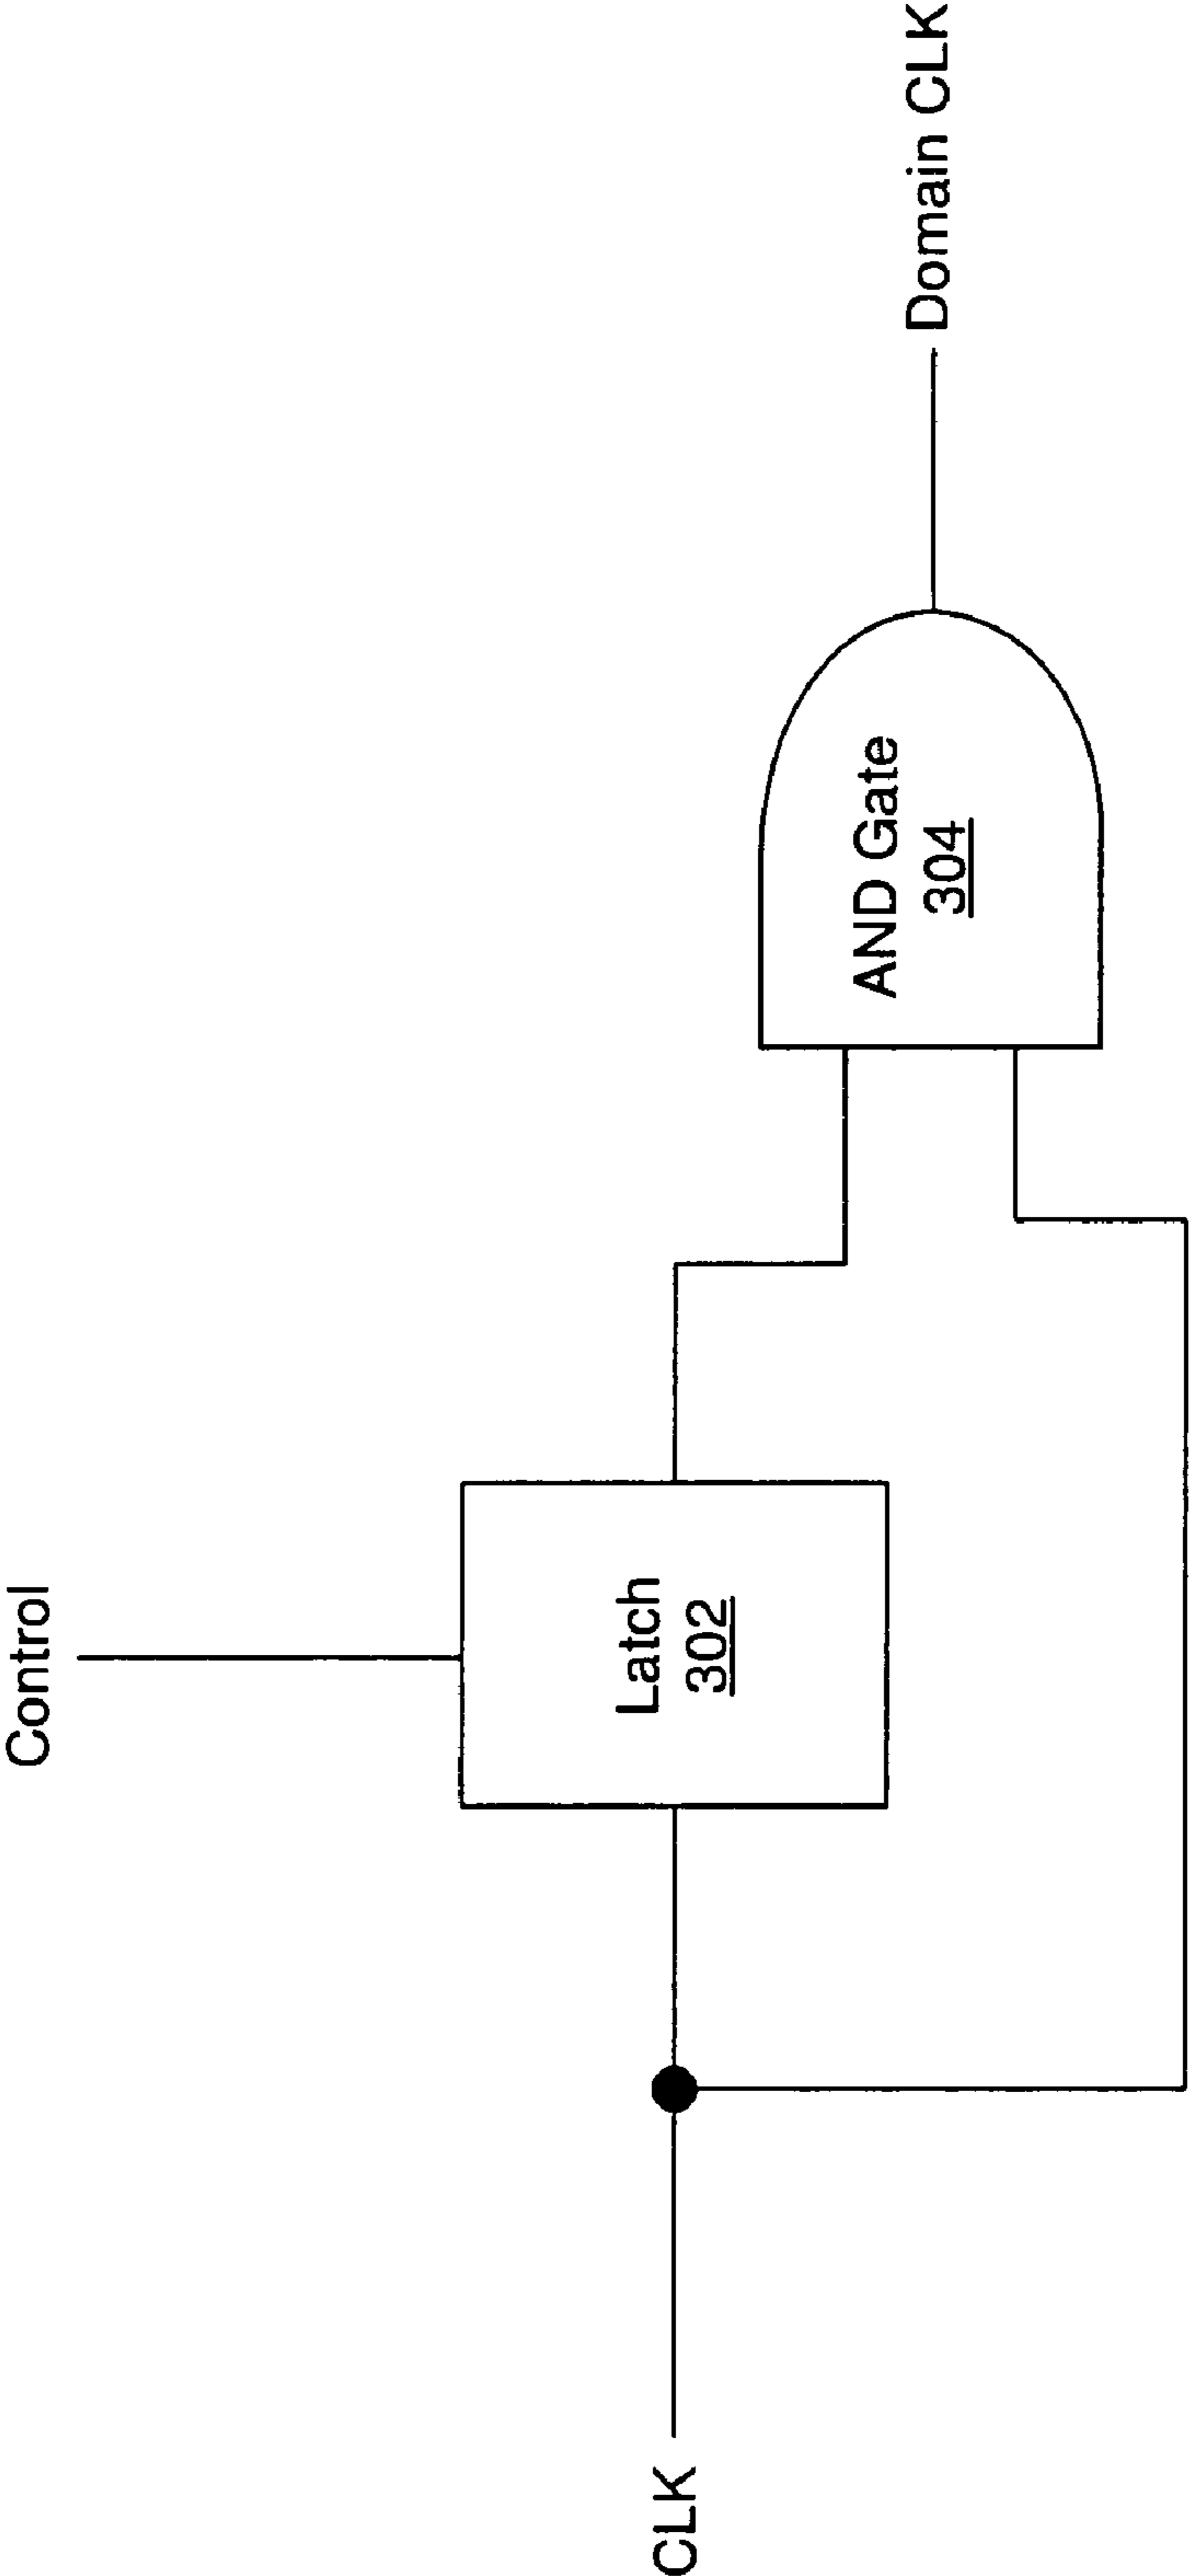 Control
CLK
Latch
302
AND Gate
304
Domain CLK